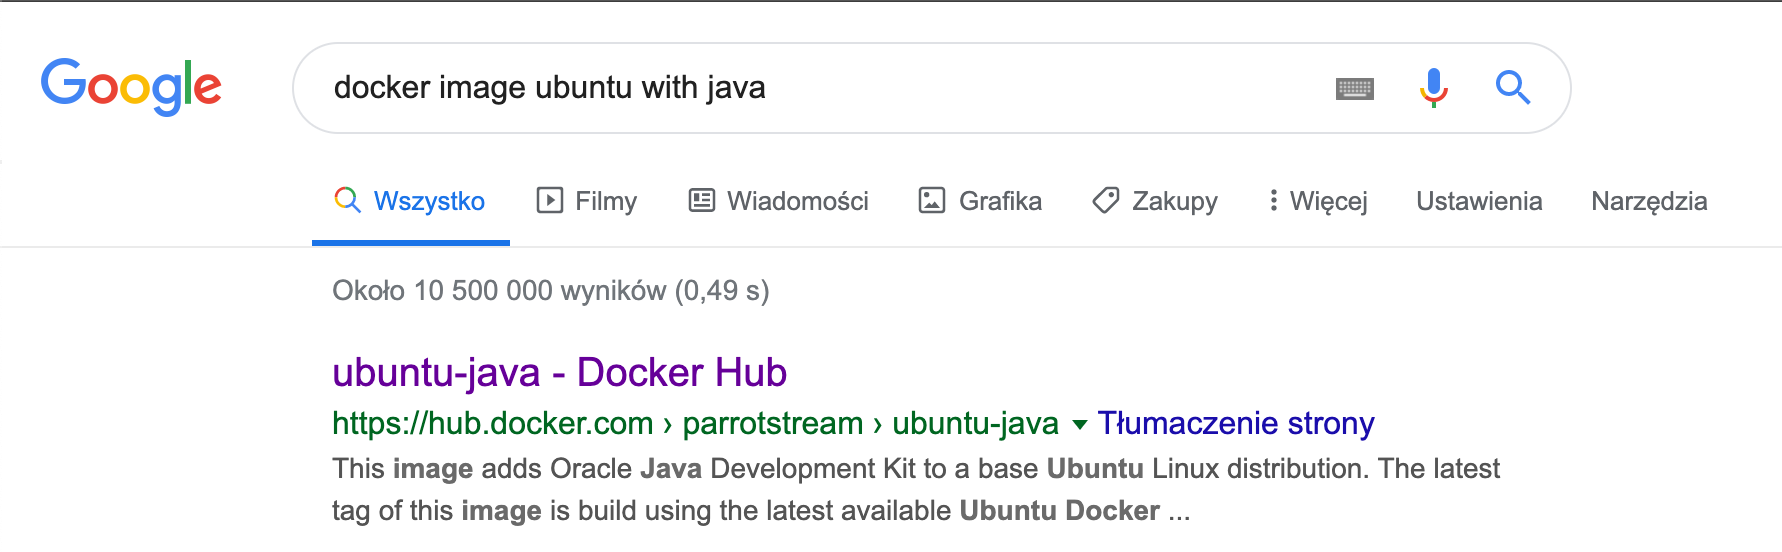 Google
docker image ubuntu with java
Wszystko Filmy Wiadomości Grafika Zakupy Więcej Ustawienia Narzędzia
Około 10 500 000 wyników (0,49 s)
ubuntu-java - Docker Hub
https://hub.docker.com › parrotstream › ubuntu-java Tłumaczenie strony
This image adds Oracle Java Development Kit to a base Ubuntu Linux distribution. The latest
tag of this image is build using the latest available Ubuntu Docker ...